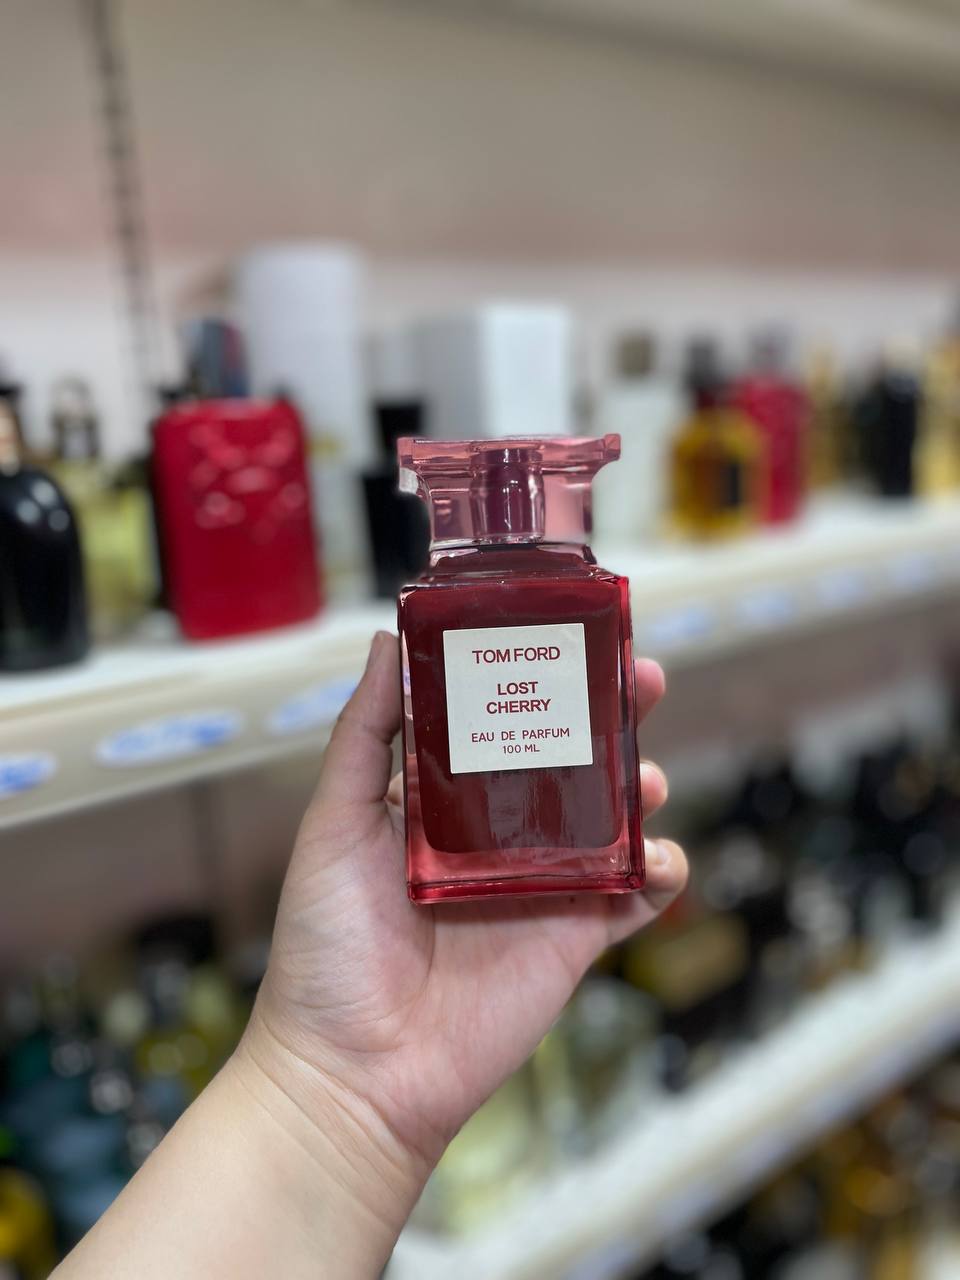 TOM FORD
LOST
CHERRY
EAU DE PARFUM
100 ML